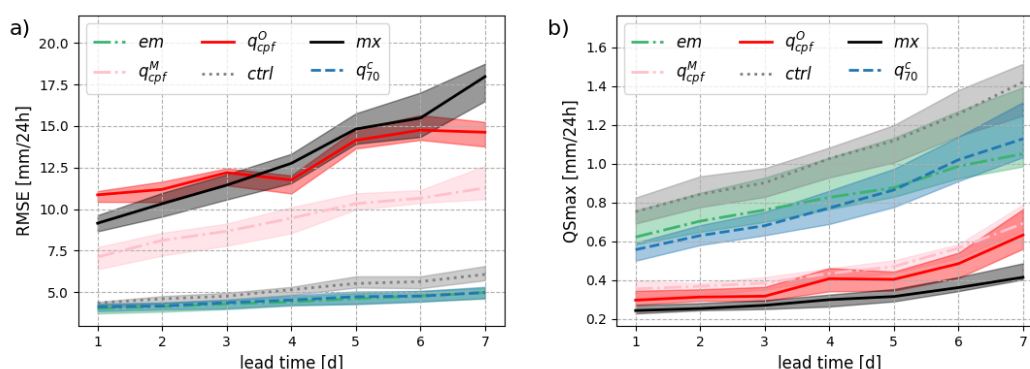 a)
em
q^O_cpf
mx
q^M_cpf
ctrl
q^c_70
RMSE [mm/24h]
20.0
17.5
15.0
12.5
10.0
7.5
5.0
1 2 3 4 5 6 7
lead time [d]
b)
em
q^O_cpf
mx
q^M_cpf
ctrl
q^c_70
QSmax [mm/24h]
1.6
1.4
1.2
1.0
0.8
0.6
0.4
0.2
1 2 3 4 5 6 7
lead time [d]